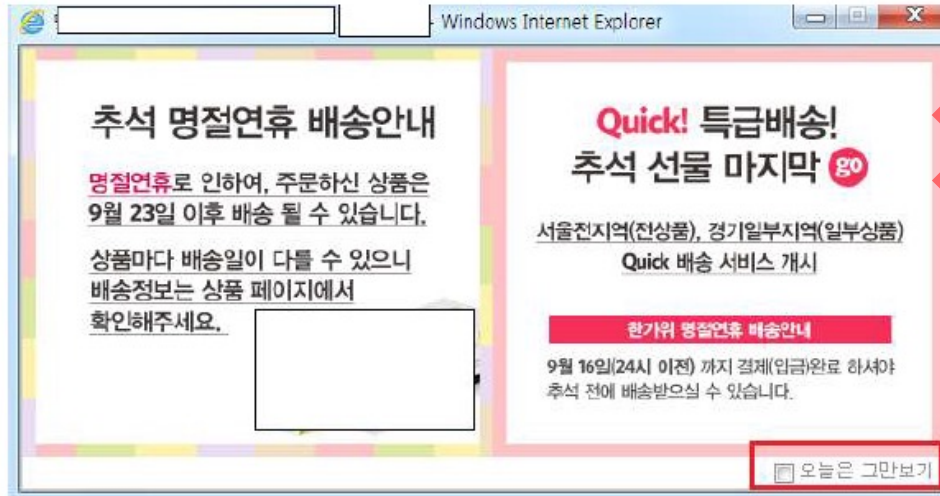 - Windows Internet Explorer
추석 명절연휴 배송안내
명절연휴로 인하여, 주문하신 상품은
9월 23일 이후 배송 될 수 있습니다.
상품마다 배송일이 다를 수 있으니
배송정보는 상품 페이지에서
확인해주세요.
Quick! 특급배송!
추석 선물 마지막 go
서울전지역(전상품), 경기일부지역(일부상품)
Quick 배송 서비스 개시
한가위 명절연휴 배송안내
9월 16일(24시 이전) 까지 결제(입금)완료 하셔야
추석 전에 배송받으실 수 있습니다.
오늘은 그만보기